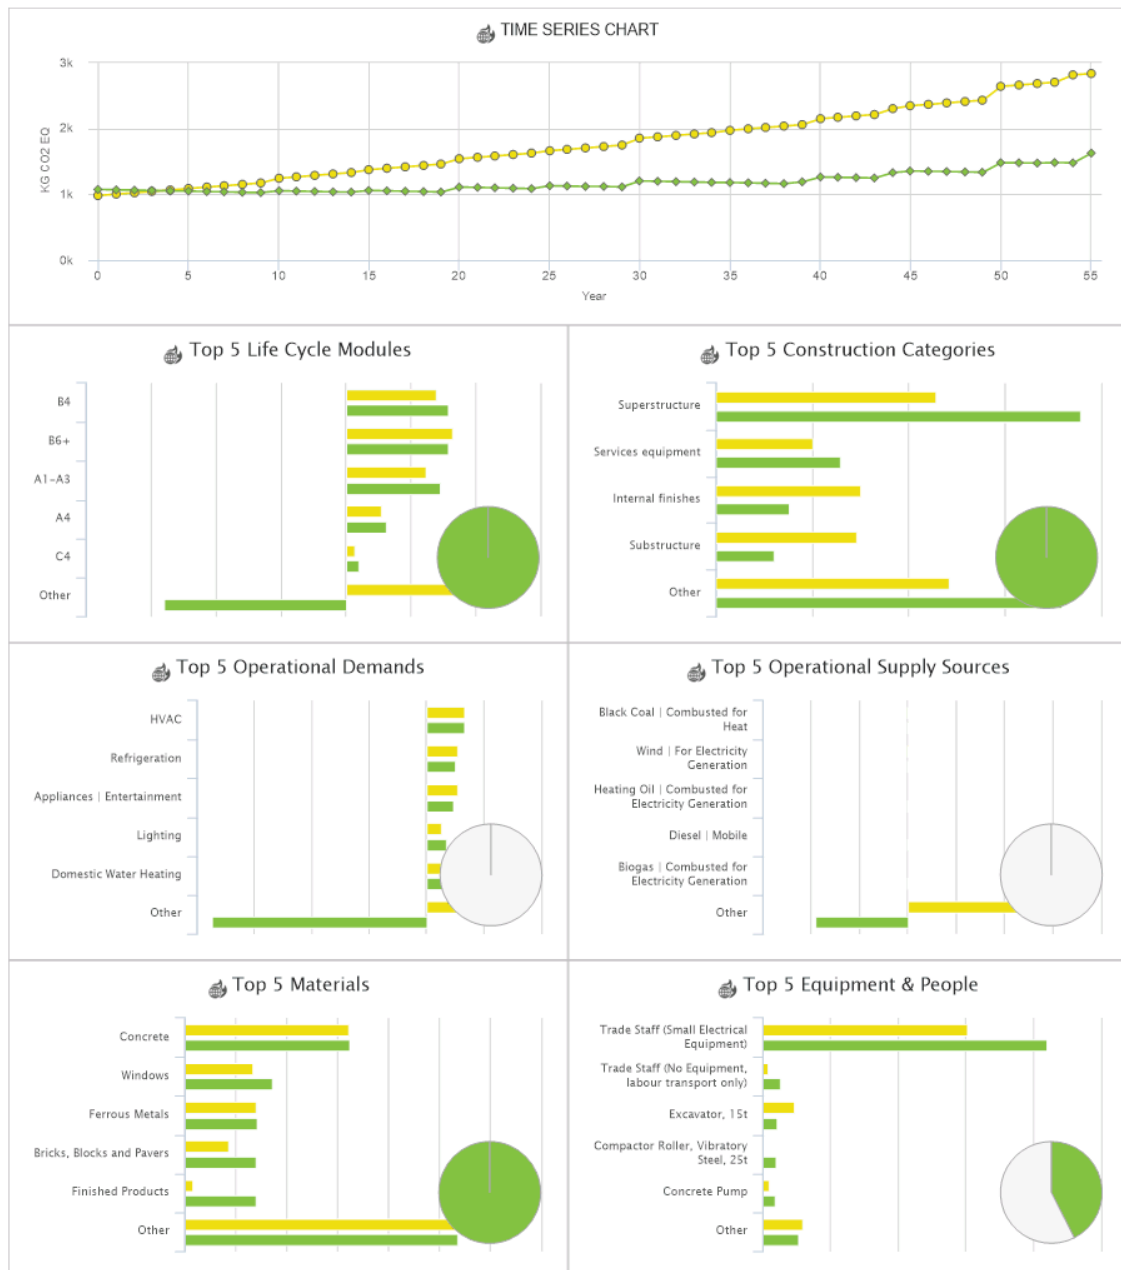 TIME SERIES CHART
3k
2k
1k
0k
KG CO2 EQ
0
5
10
15
20
25
30
35
40
45
50
55
Year
Top 5 Life Cycle Modules
B4
B6+
A1-A3
A4
C4
Other
Top 5 Construction Categories
Superstructure
Services equipment
Internal finishes
Substructure
Other
Top 5 Operational Demands
HVAC
Refrigeration
Appliances | Entertainment
Lighting
Domestic Water Heating
Other
Top 5 Operational Supply Sources
Black Coal | Combusted for
Heat
Wind | For Electricity
Generation
Heating Oil | Combusted for
Electricity Generation
Diesel | Mobile
Biogas | Combusted for
Electricity Generation
Other
Top 5 Materials
Concrete
Windows
Ferrous Metals
Bricks, Blocks and Pavers
Finished Products
Other
Top 5 Equipment & People
Trade Staff (Small Electrical
Equipment)
Trade Staff (No Equipment,
labour transport only)
Excavator, 15t
Compactor Roller, Vibratory
Steel, 25t
Concrete Pump
Other